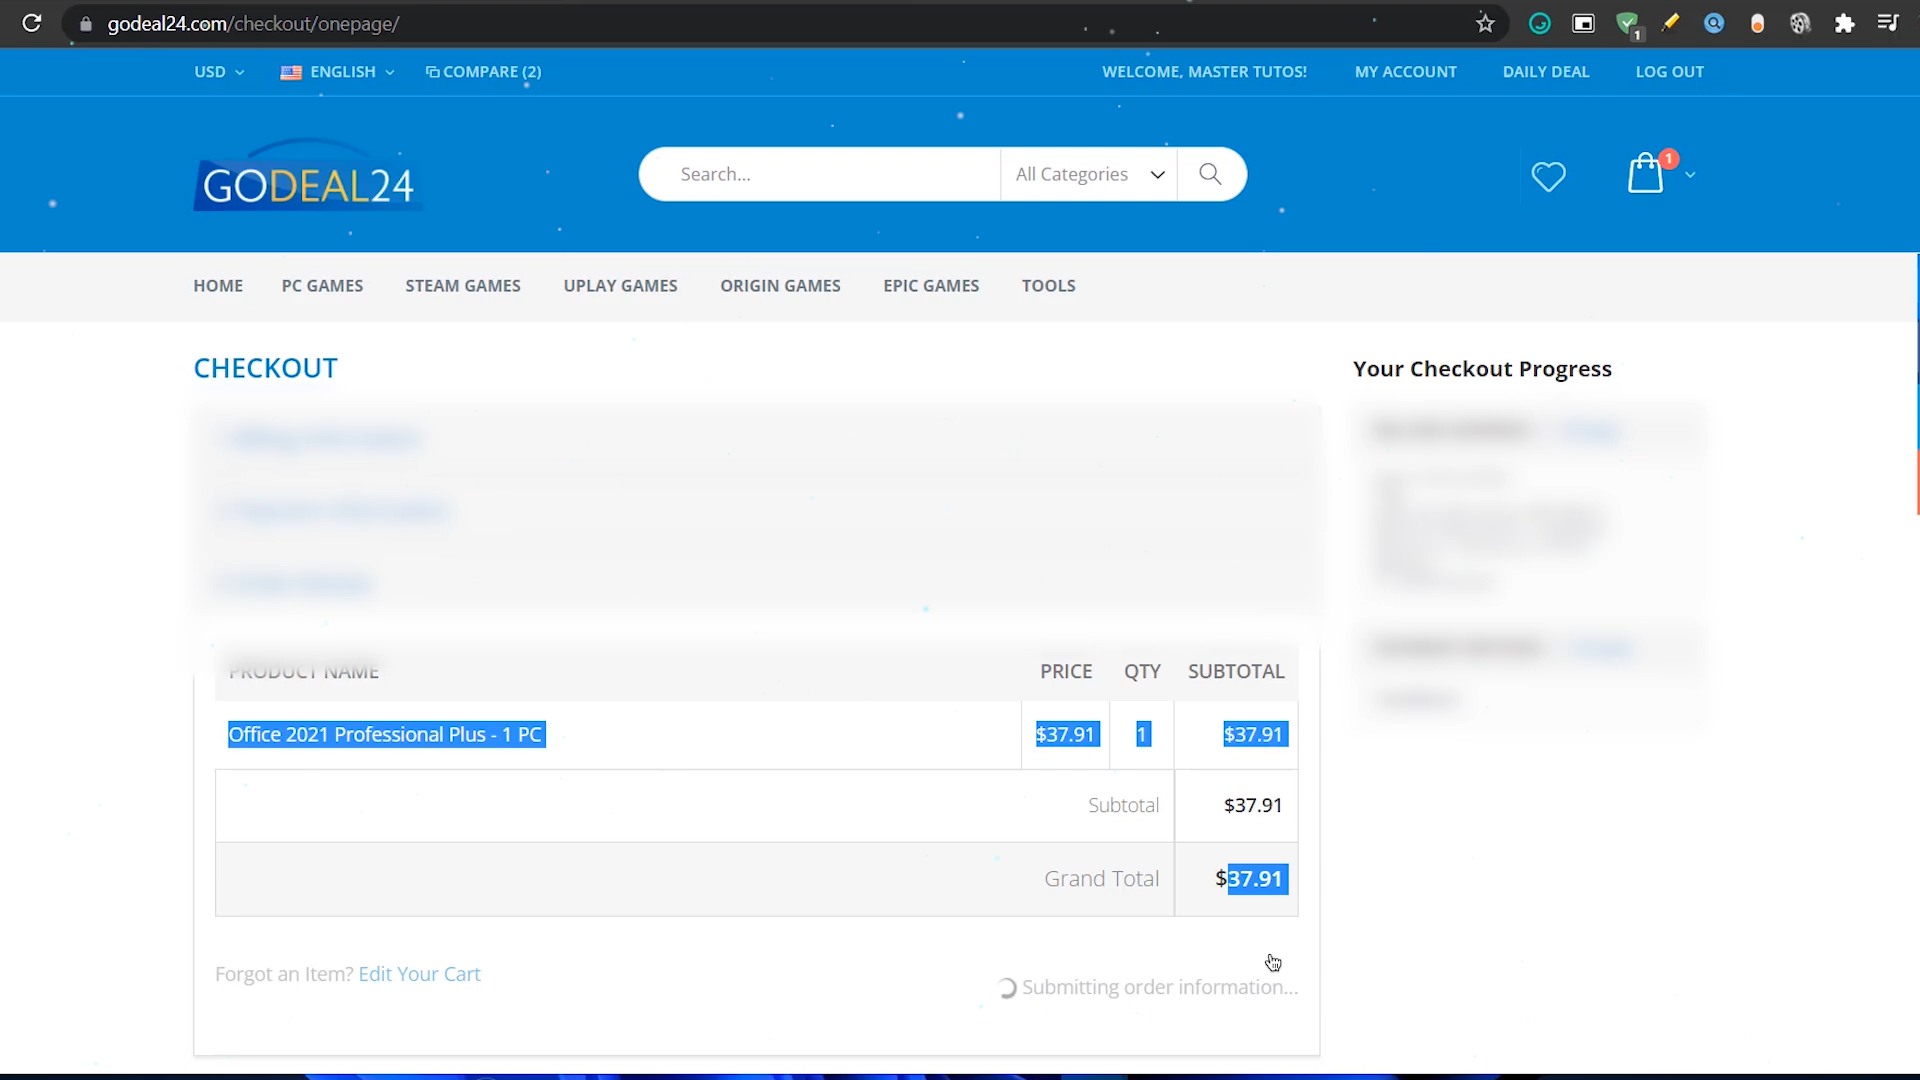 godeal24.com/checkout/onepage/
1
USD ENGLISH COMPARE (2) WELCOME, MASTER TUTOS! MY ACCOUNT DAILY DEAL LOG OUT
GODEAL24
Search... All Categories
1
HOME PC GAMES STEAM GAMES UPLAY GAMES ORIGIN GAMES EPIC GAMES TOOLS
CHECKOUT
Your Checkout Progress
PRODUCT NAME PRICE QTY SUBTOTAL
Office 2021 Professional Plus - 1 PC $37.91 1 $37.91
Subtotal $37.91
Grand Total $37.91
Forgot an Item? Edit Your Cart
Submitting order information...